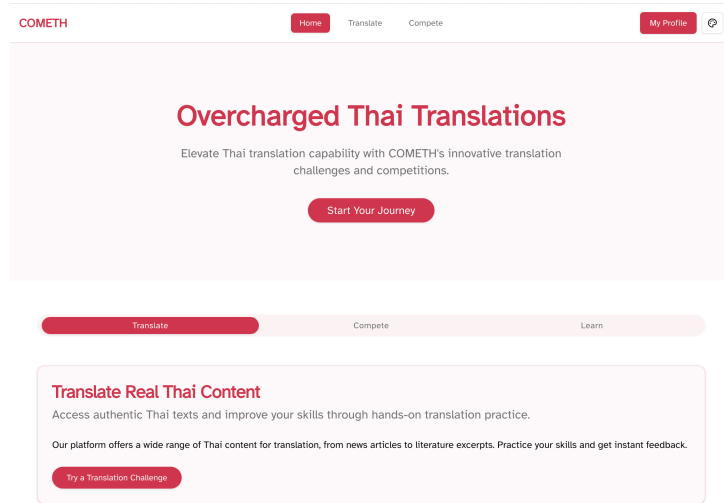 COMETH
Home
Translate
Compete
My Profile
Overcharged Thai Translations
Elevate Thai translation capability with COMETH's innovative translation
challenges and competitions.
Start Your Journey
Translate
Compete
Learn
Translate Real Thai Content
Access authentic Thai texts and improve your skills through hands-on translation practice.
Our platform offers a wide range of Thai content for translation, from news articles to literature excerpts. Practice your skills and get instant feedback.
Try a Translation Challenge